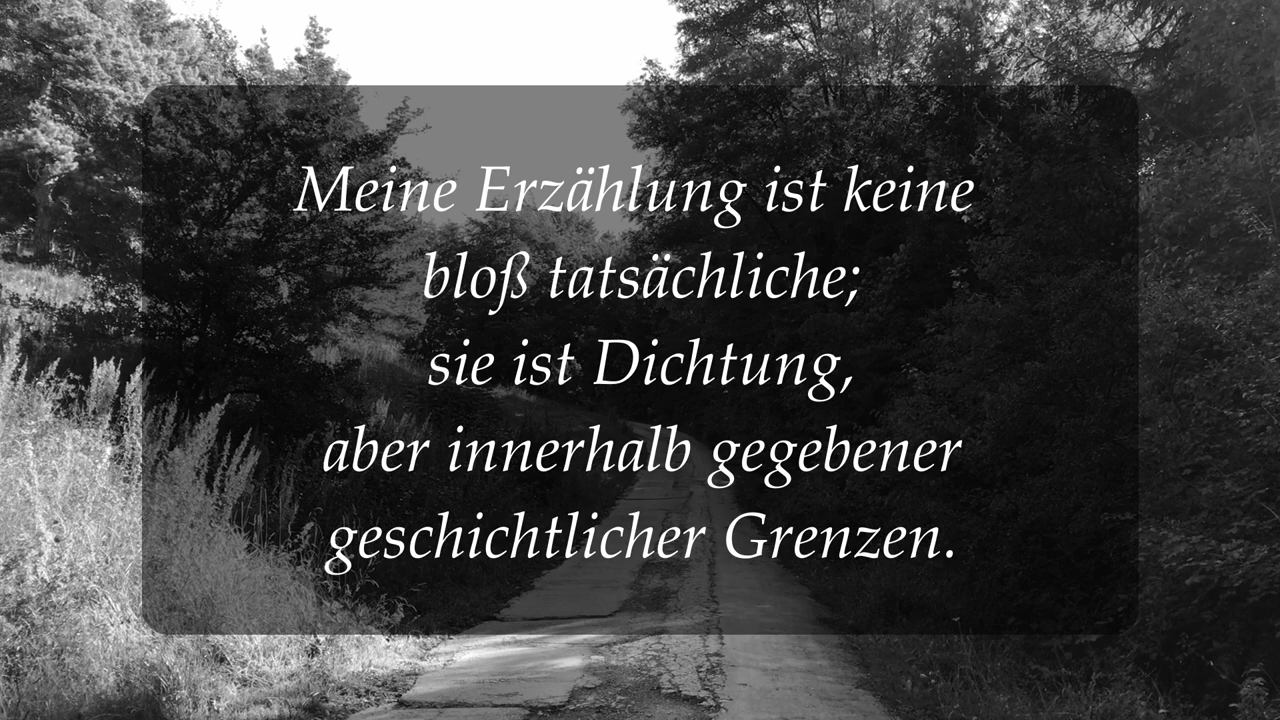 Meine Erzählung ist keine
bloß tatsächliche;
sie ist Dichtung,
aber innerhalb gegebener
geschichtlicher Grenzen.